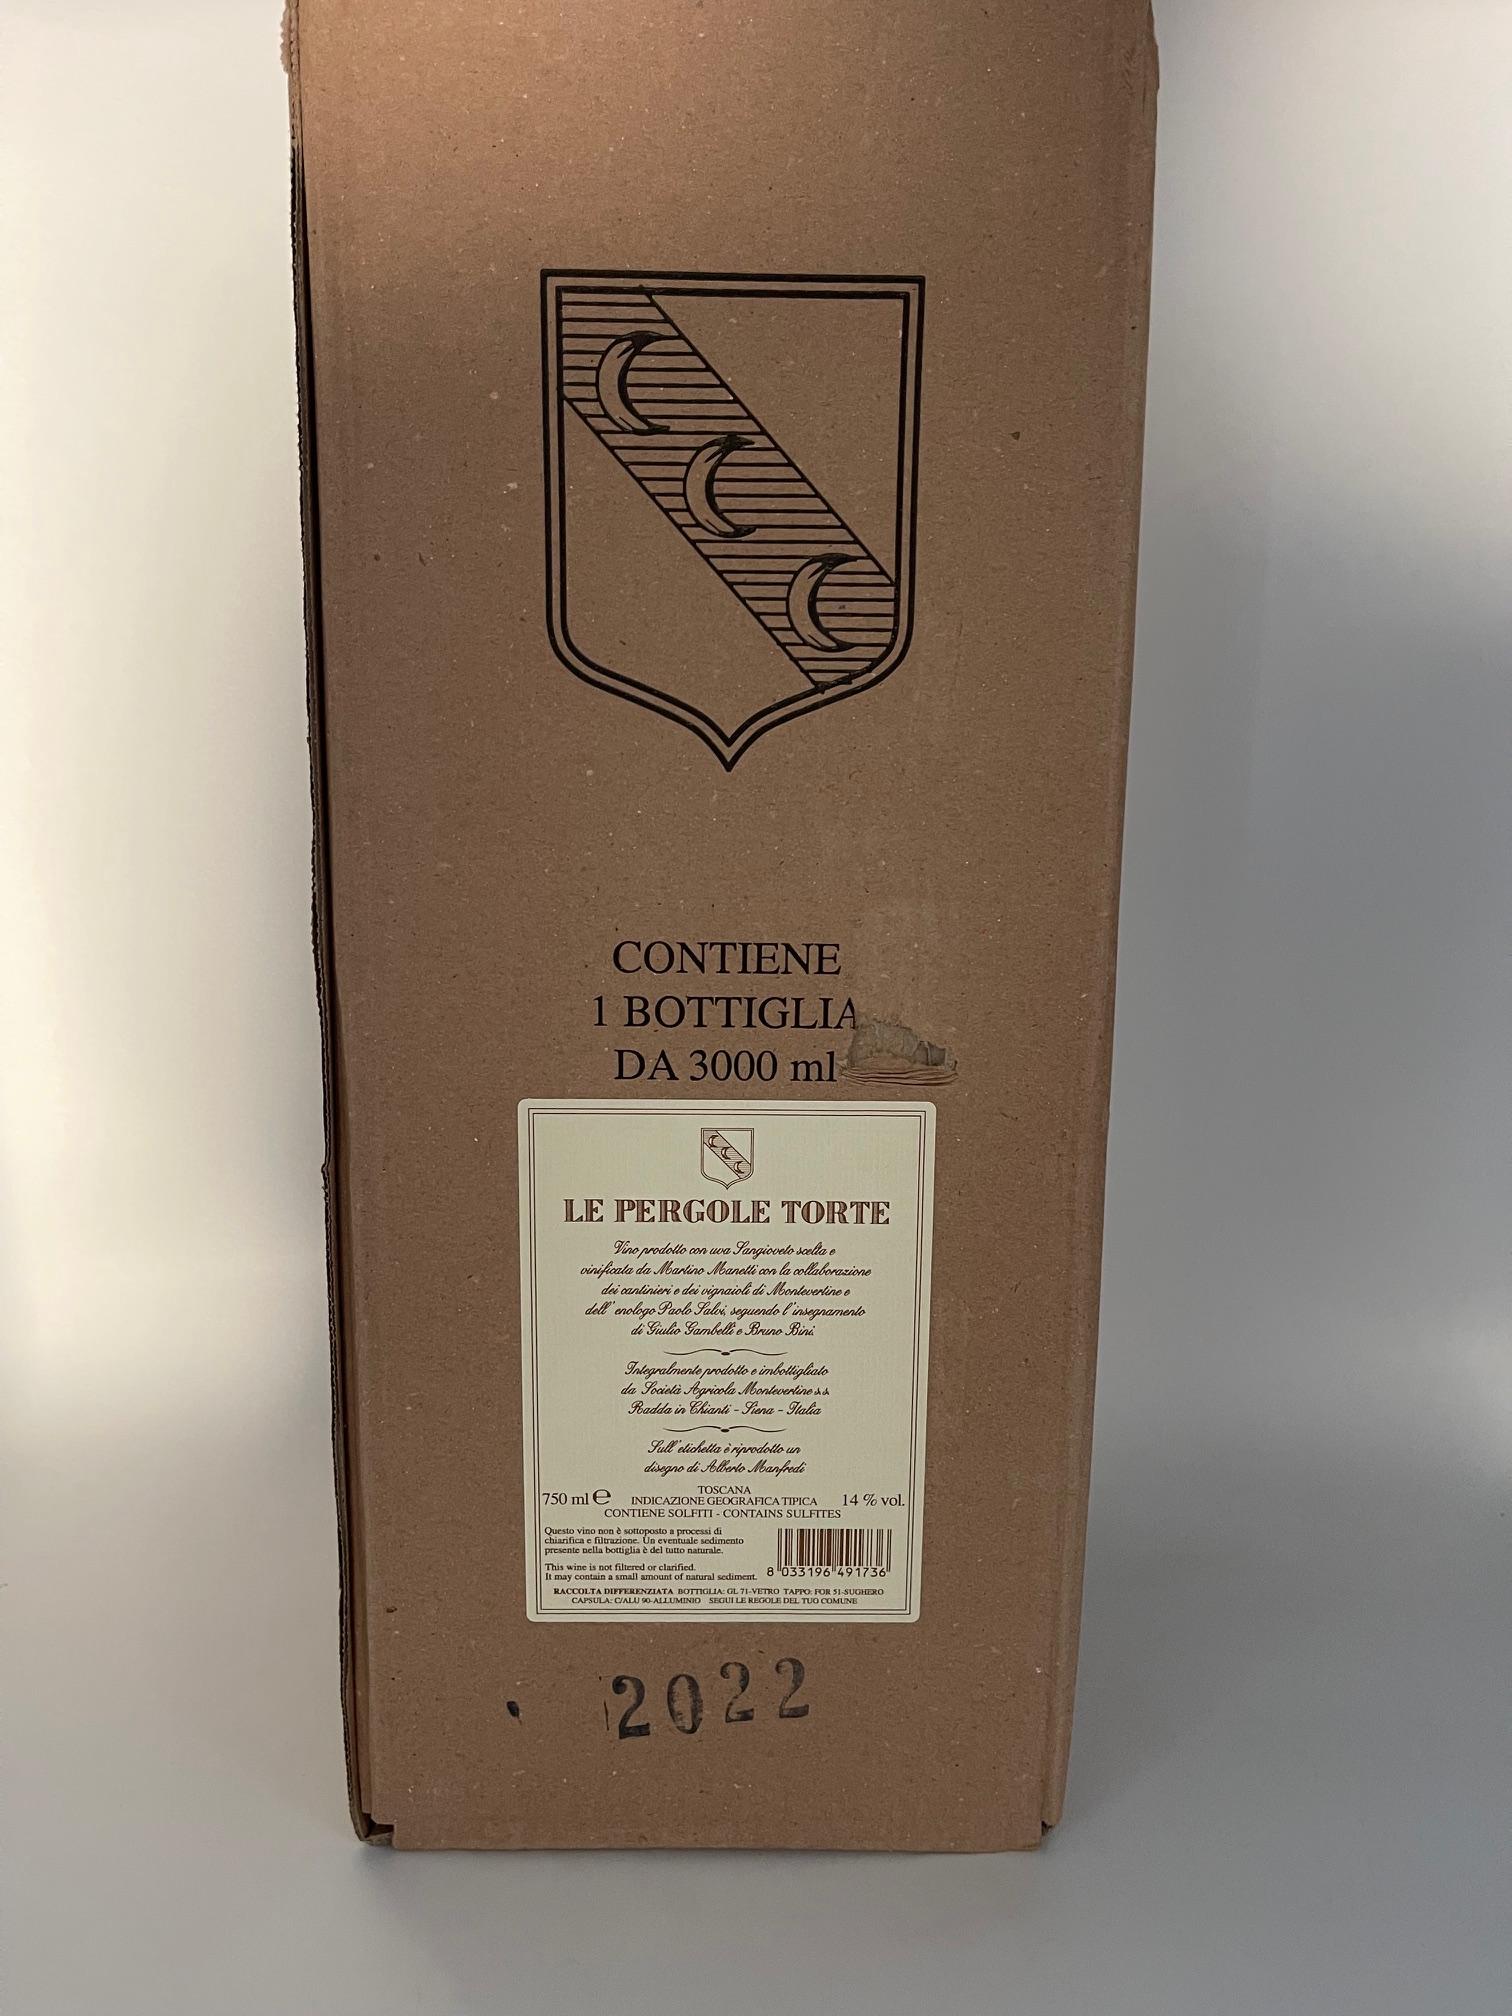 CONTIENE
1 BOTTIGLIA
DA 3000 ml
LE PERGOLE TORTE
Vino prodotto con uva Sangioveto scelta e
vinificata da Martino Manetti con la collaborazione
dei cantinieri e dei vignaioli di Montevertine e
dell'enologo Paolo Salvi, seguendo l'insegnamento
di Giulio Gambelli e Bruno Bini.
Integralmente prodotto e imbottigliato
da Società Agricola Montevertine s.s.
Radda in Chianti - Siena - Italia
Sull'etichetta è riprodotto un
disegno di Alberto Manfredi
TOSCANA
750 ml e INDICAZIONE GEOGRAFICA TIPICA 14 % vol.
CONTIENE SOLFITI - CONTAINS SULFITES
Questo vino non è sottoposto a processi di
chiarifica e filtrazione. Un eventuale sedimento
presente nella bottiglia è del tutto naturale.
This wine is not filtered or clarified.
It may contain a small amount of natural sediment.
8 033196 491736
RACCOLTA DIFFERENZIATA BOTTIGLIA: GL 71-VETRO TAPPO: FOR 51-SUGHERO
CAPSULA: C/ALU 90-ALLUMINIO SEGUI LE REGOLE DEL TUO COMUNE
2022